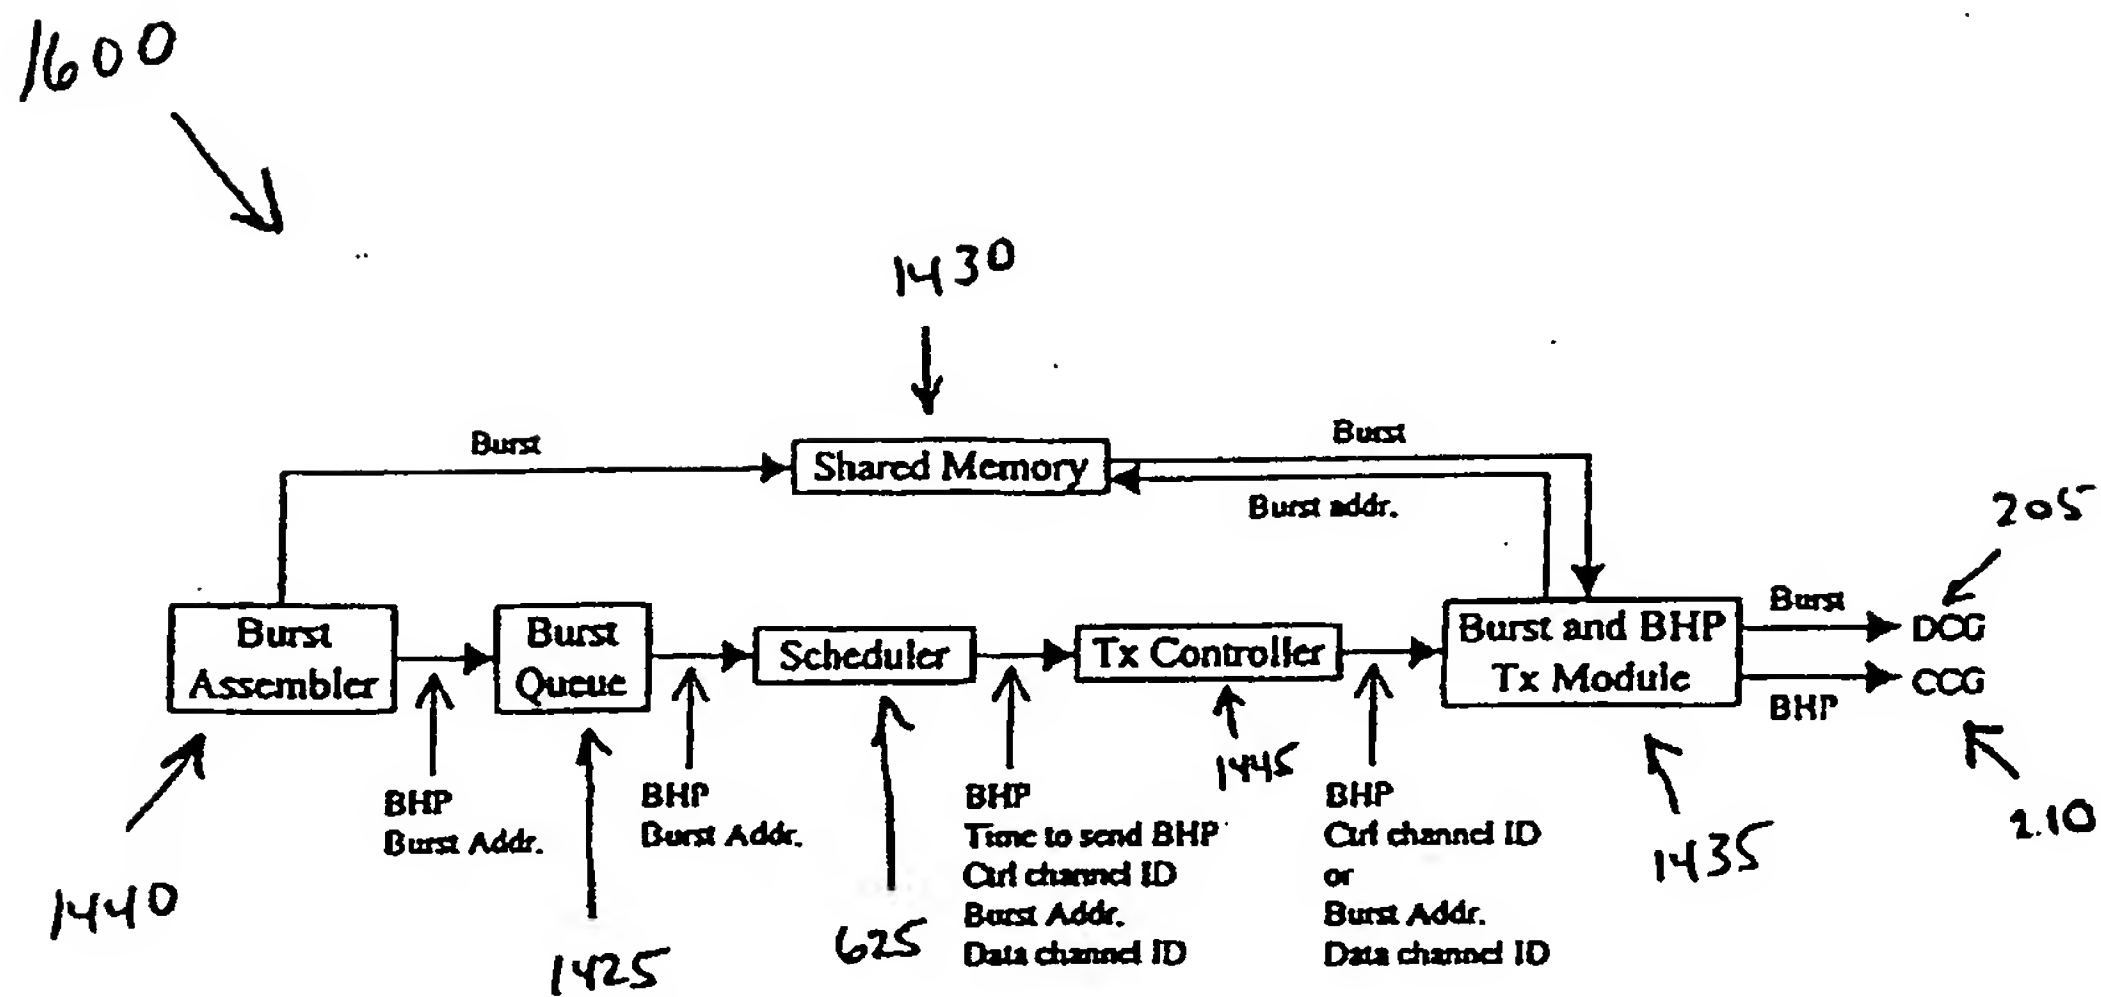 1600
1430
Burst
Shared Memory
Burst
Burst addr.
205
Burst
Assembler
Burst
Queue
Scheduler
Tx Controller
Burst and BHP
Tx Module
Burst
DCG
BHP
CCG
BHP
Burst Addr.
BHP
Burst Addr.
BHP
Time to send BHP
Ctrl channel ID
Burst Addr.
Data channel ID
1445
BHP
Ctrl channel ID
or
Burst Addr.
Data channel ID
1435
210
1440
1425
625